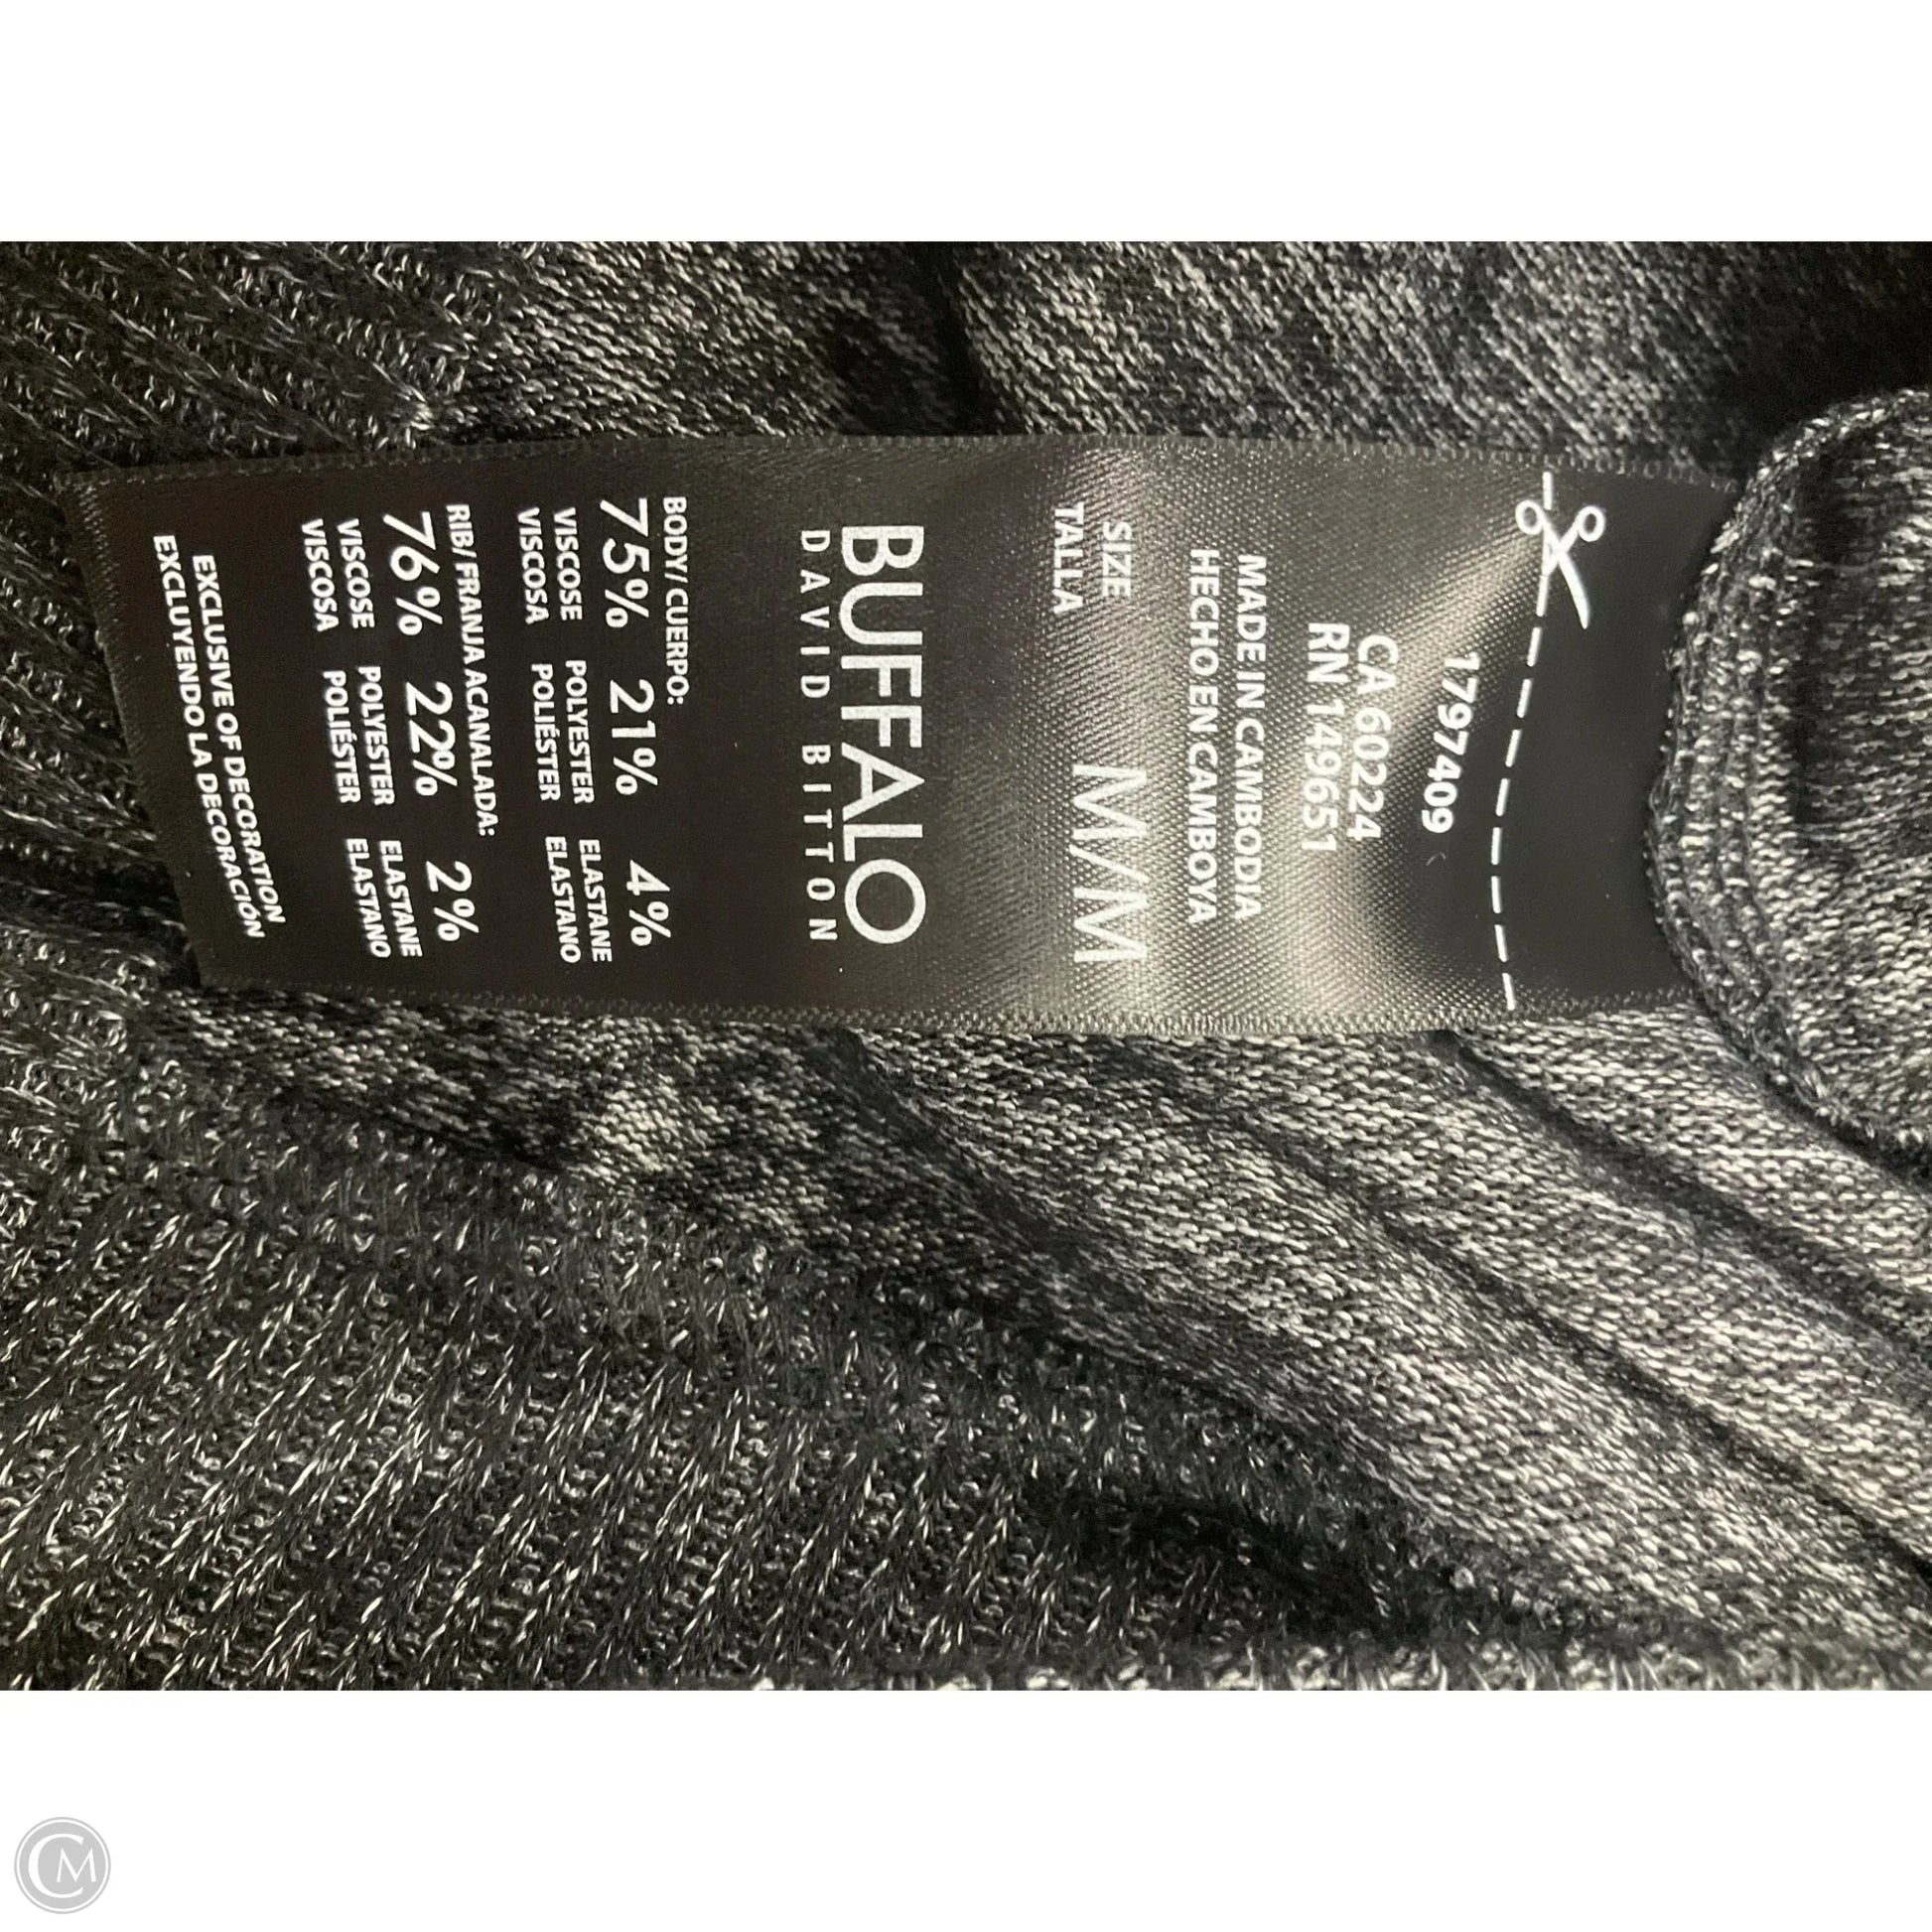 1797409
CA 60224
RN 149651
MADE IN CAMBODIA
HECHO EN CAMBOYA
SIZE
TALLA
M/M
BUFFALO
DAVID BITTON
BODY/ CUERPO:
75% 21% 4%
VISCOSE POLYESTER ELASTANE
VISCOSA POLIÉSTER ELASTANO
RIB/ FRANJA ACANALADA:
76% 22% 2%
VISCOSE POLYESTER ELASTANE
VISCOSA POLIÉSTER ELASTANO
EXCLUSIVE OF DECORATION
EXCLUYENDO LA DECORACIÓN
CM